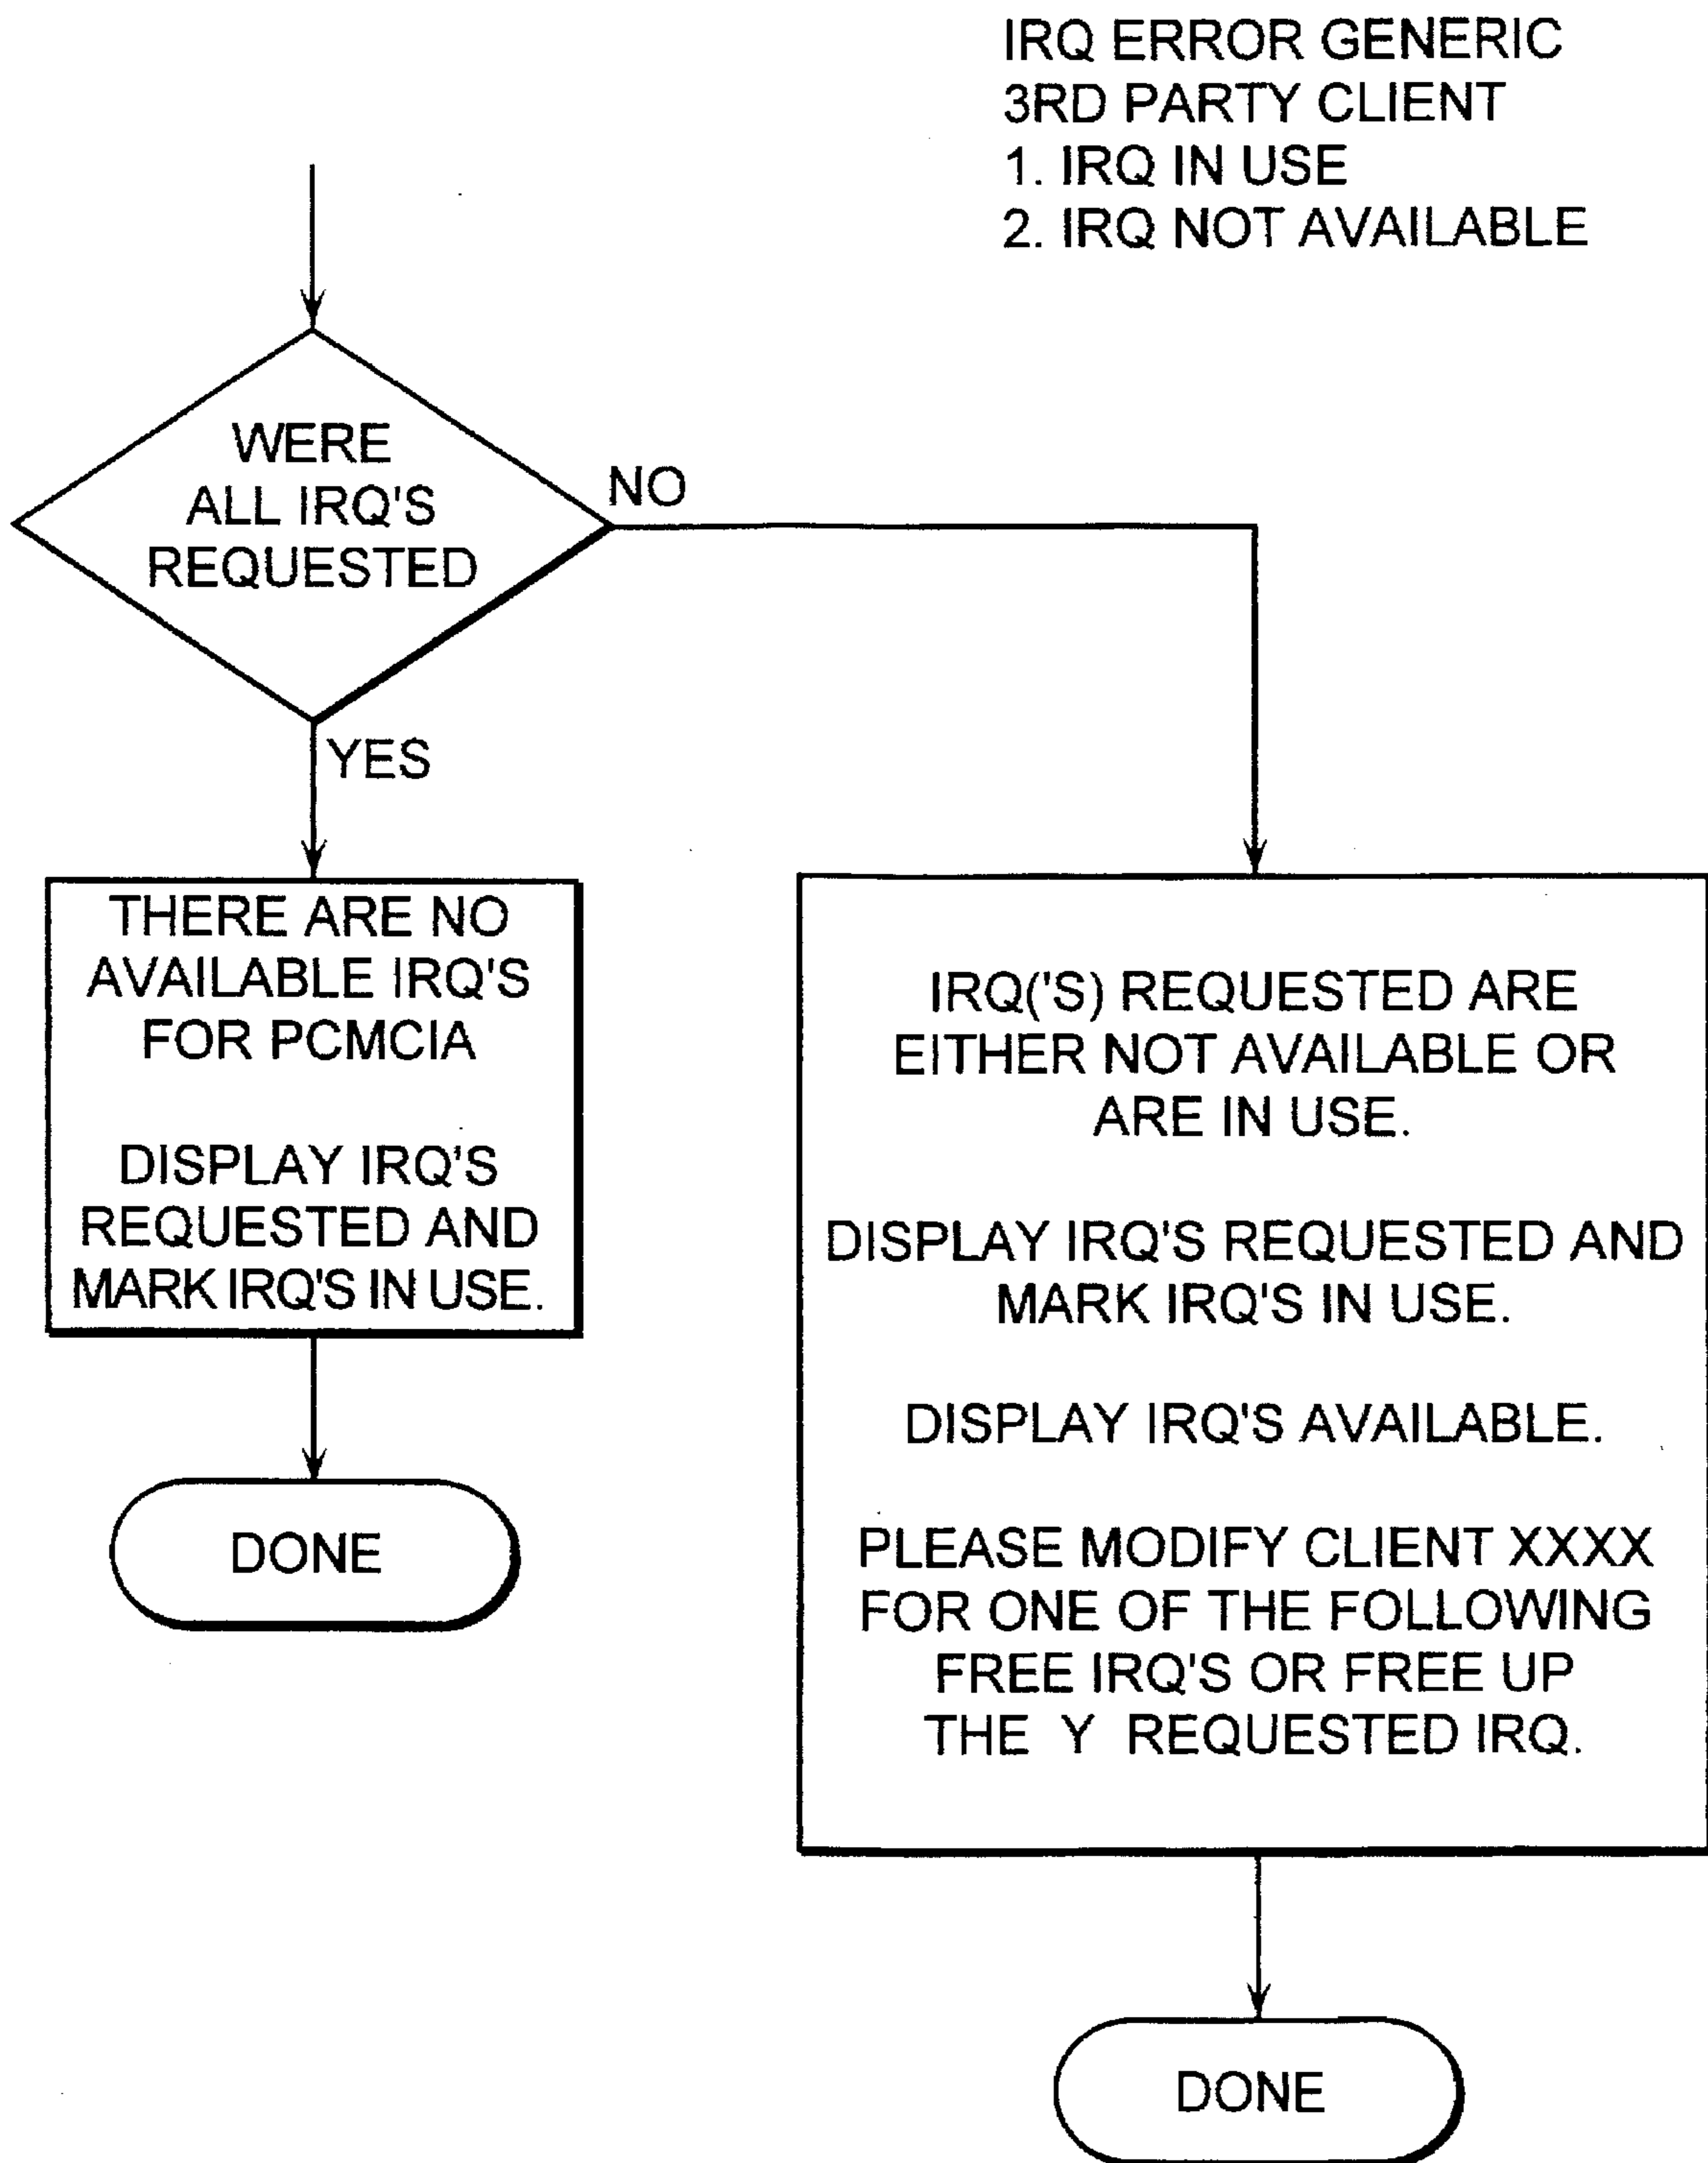 IRQ ERROR GENERIC
3RD PARTY CLIENT
1. IRQ IN USE
2. IRQ NOT AVAILABLE
WERE
ALL IRQ'S
REQUESTED
NO
YES
THERE ARE NO
AVAILABLE IRQ'S
FOR PCMCIA
DISPLAY IRQ'S
REQUESTED AND
MARK IRQ'S IN USE.
DONE
IRQ('S) REQUESTED ARE
EITHER NOT AVAILABLE OR
ARE IN USE.
DISPLAY IRQ'S REQUESTED AND
MARK IRQ'S IN USE.
DISPLAY IRQ'S AVAILABLE.
PLEASE MODIFY CLIENT XXXX
FOR ONE OF THE FOLLOWING
FREE IRQ'S OR FREE UP
THE Y REQUESTED IRQ.
DONE